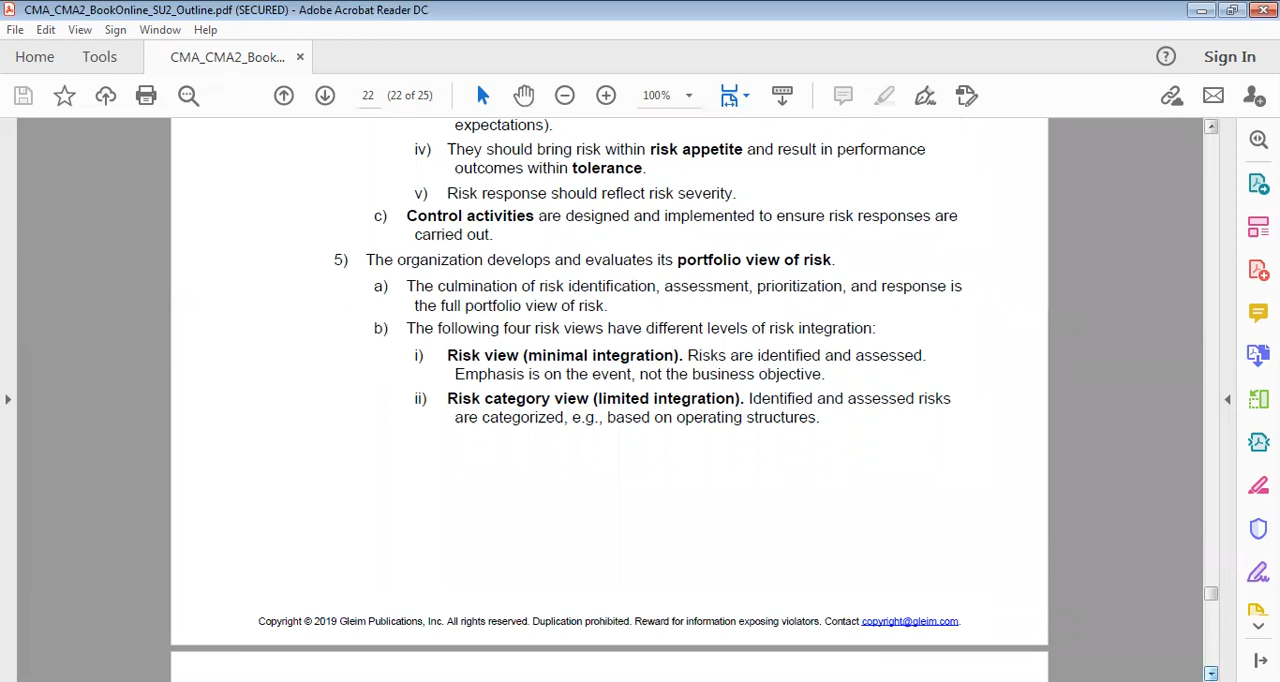 CMA_CMA2_BookOnline_SU2_Outline.pdf (SECURED) - Adobe Acrobat Reader DC
File Edit View Sign Window Help
Home Tools CMA_CMA2_Book... × ? Sign In
22 (22 of 25) 100%
expectations).
iv) They should bring risk within risk appetite and result in performance
outcomes within tolerance.
v) Risk response should reflect risk severity.
c) Control activities are designed and implemented to ensure risk responses are
carried out.
5) The organization develops and evaluates its portfolio view of risk.
a) The culmination of risk identification, assessment, prioritization, and response is
the full portfolio view of risk.
b) The following four risk views have different levels of risk integration:
i) Risk view (minimal integration). Risks are identified and assessed.
Emphasis is on the event, not the business objective.
ii) Risk category view (limited integration). Identified and assessed risks
are categorized, e.g., based on operating structures.
Copyright © 2019 Gleim Publications, Inc. All rights reserved. Duplication prohibited. Reward for information exposing violators. Contact copyright@gleim.com.